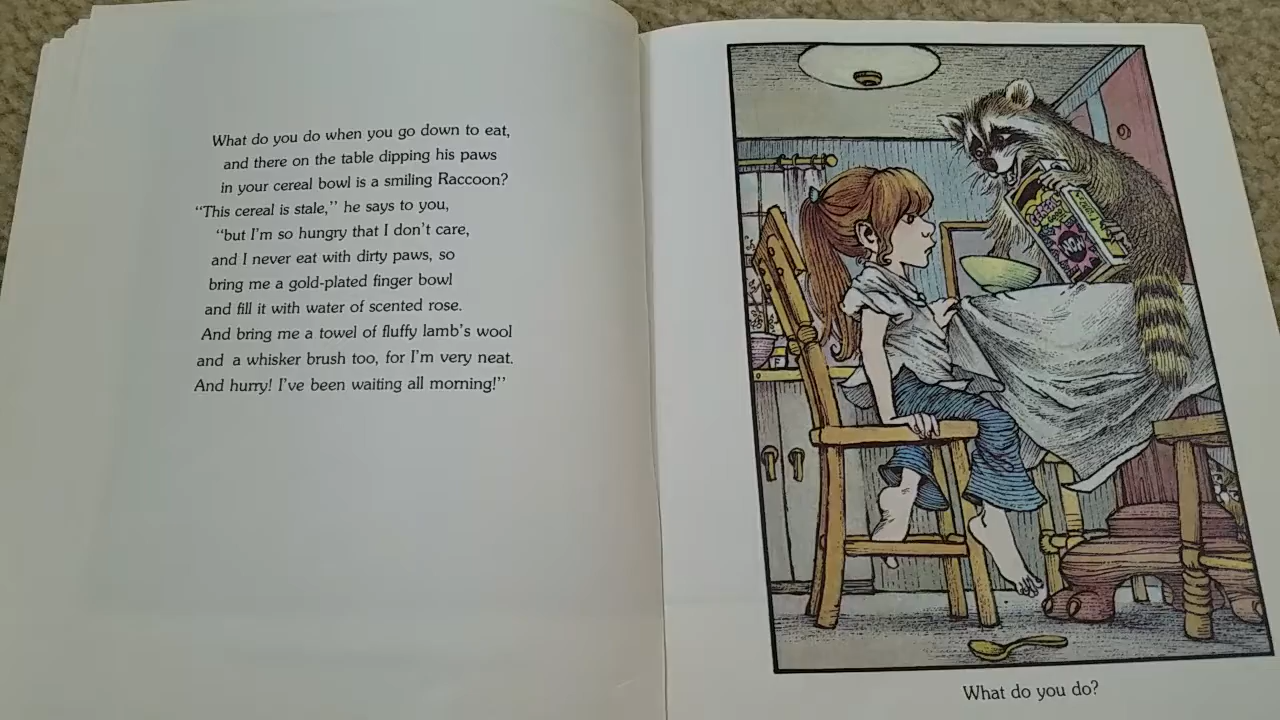 What do you do when you go down to eat,
and there on the table dipping his paws
in your cereal bowl is a smiling Raccoon?
“This cereal is stale,” he says to you,
“but I'm so hungry that I don't care,
and I never eat with dirty paws, so
bring me a gold-plated finger bowl
and fill it with water of scented rose.
And bring me a towel of fluffy lamb's wool
and a whisker brush too, for I'm very neat.
And hurry! I've been waiting all morning!”
CEREAL
WOW
What do you do?